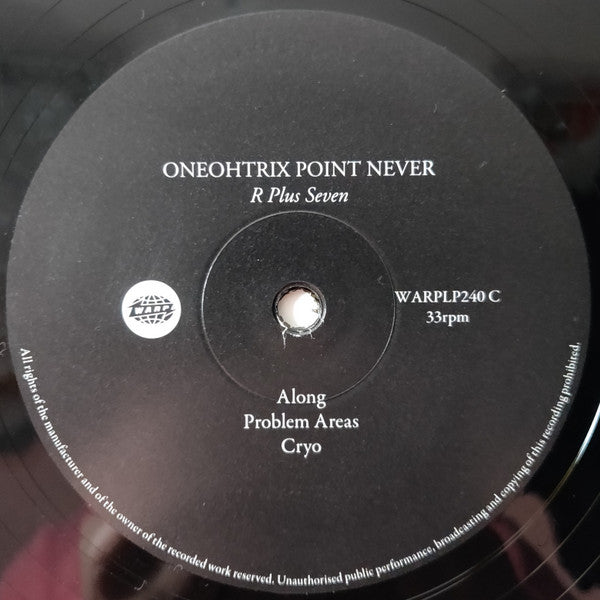 ONEOHTRIX POINT NEVER
R Plus Seven
WARP
WARPLP240 C
33rpm
Along
Problem Areas
Cryo
All rights of the manufacturer and of the owner of the recorded work reserved. Unauthorised public performance, broadcasting and copying of this recording prohibited.